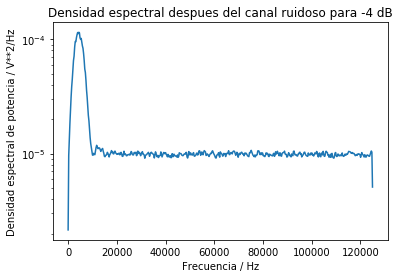 Densidad espectral despues del canal ruidoso para -4 dB
Densidad espectral de potencia / V**2/Hz
10⁻⁴
10⁻⁵
0 20000 40000 60000 80000 100000 120000
Frecuencia / Hz